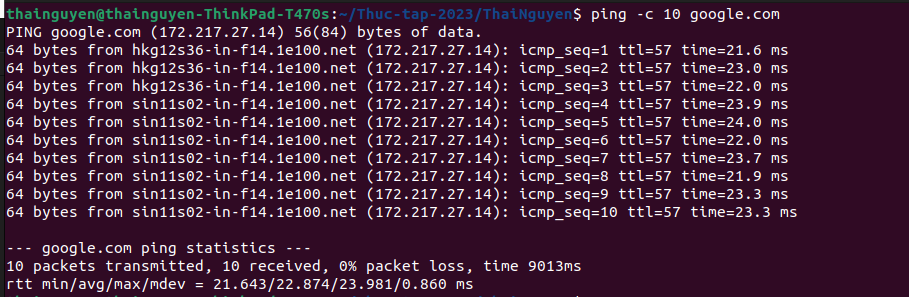 thainguyen@thainguyen-ThinkPad-T470s:~/Thuc-tap-2023/ThaiNguyen$ ping -c 10 google.com
PING google.com (172.217.27.14) 56(84) bytes of data.
64 bytes from hkg12s36-in-f14.1e100.net (172.217.27.14): icmp_seq=1 ttl=57 time=21.6 ms
64 bytes from hkg12s36-in-f14.1e100.net (172.217.27.14): icmp_seq=2 ttl=57 time=23.0 ms
64 bytes from hkg12s36-in-f14.1e100.net (172.217.27.14): icmp_seq=3 ttl=57 time=22.0 ms
64 bytes from sin11s02-in-f14.1e100.net (172.217.27.14): icmp_seq=4 ttl=57 time=23.9 ms
64 bytes from sin11s02-in-f14.1e100.net (172.217.27.14): icmp_seq=5 ttl=57 time=24.0 ms
64 bytes from sin11s02-in-f14.1e100.net (172.217.27.14): icmp_seq=6 ttl=57 time=22.0 ms
64 bytes from sin11s02-in-f14.1e100.net (172.217.27.14): icmp_seq=7 ttl=57 time=23.7 ms
64 bytes from sin11s02-in-f14.1e100.net (172.217.27.14): icmp_seq=8 ttl=57 time=21.9 ms
64 bytes from sin11s02-in-f14.1e100.net (172.217.27.14): icmp_seq=9 ttl=57 time=23.3 ms
64 bytes from sin11s02-in-f14.1e100.net (172.217.27.14): icmp_seq=10 ttl=57 time=23.3 ms
--- google.com ping statistics ---
10 packets transmitted, 10 received, 0% packet loss, time 9013ms
rtt min/avg/max/mdev = 21.643/22.874/23.981/0.860 ms